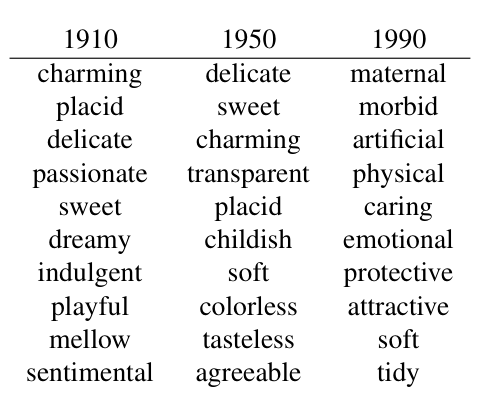 1910 1950 1990
charming delicate maternal
placid sweet morbid
delicate charming artificial
passionate transparent physical
sweet placid caring
dreamy childish emotional
indulgent soft protective
playful colorless attractive
mellow tasteless soft
sentimental agreeable tidy